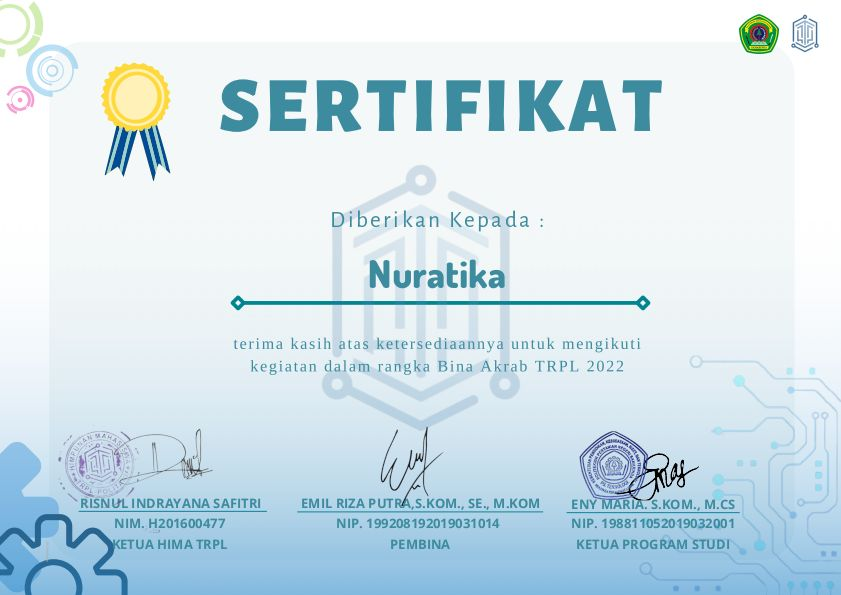 SERTIFIKAT
Diberikan Kepada :
Nuratika
terima kasih atas ketersediaannya untuk mengikuti
kegiatan dalam rangka Bina Akrab TRPL 2022
RISNUL INDRAYANA SAFITRI
NIM. H201600477
KETUA HIMA TRPL
EMIL RIZA PUTRA,S.KOM., SE., M.KOM
NIP. 199208192019031014
PEMBINA
ENY MARIA. S.KOM., M.CS
NIP. 198811052019032001
KETUA PROGRAM STUDI